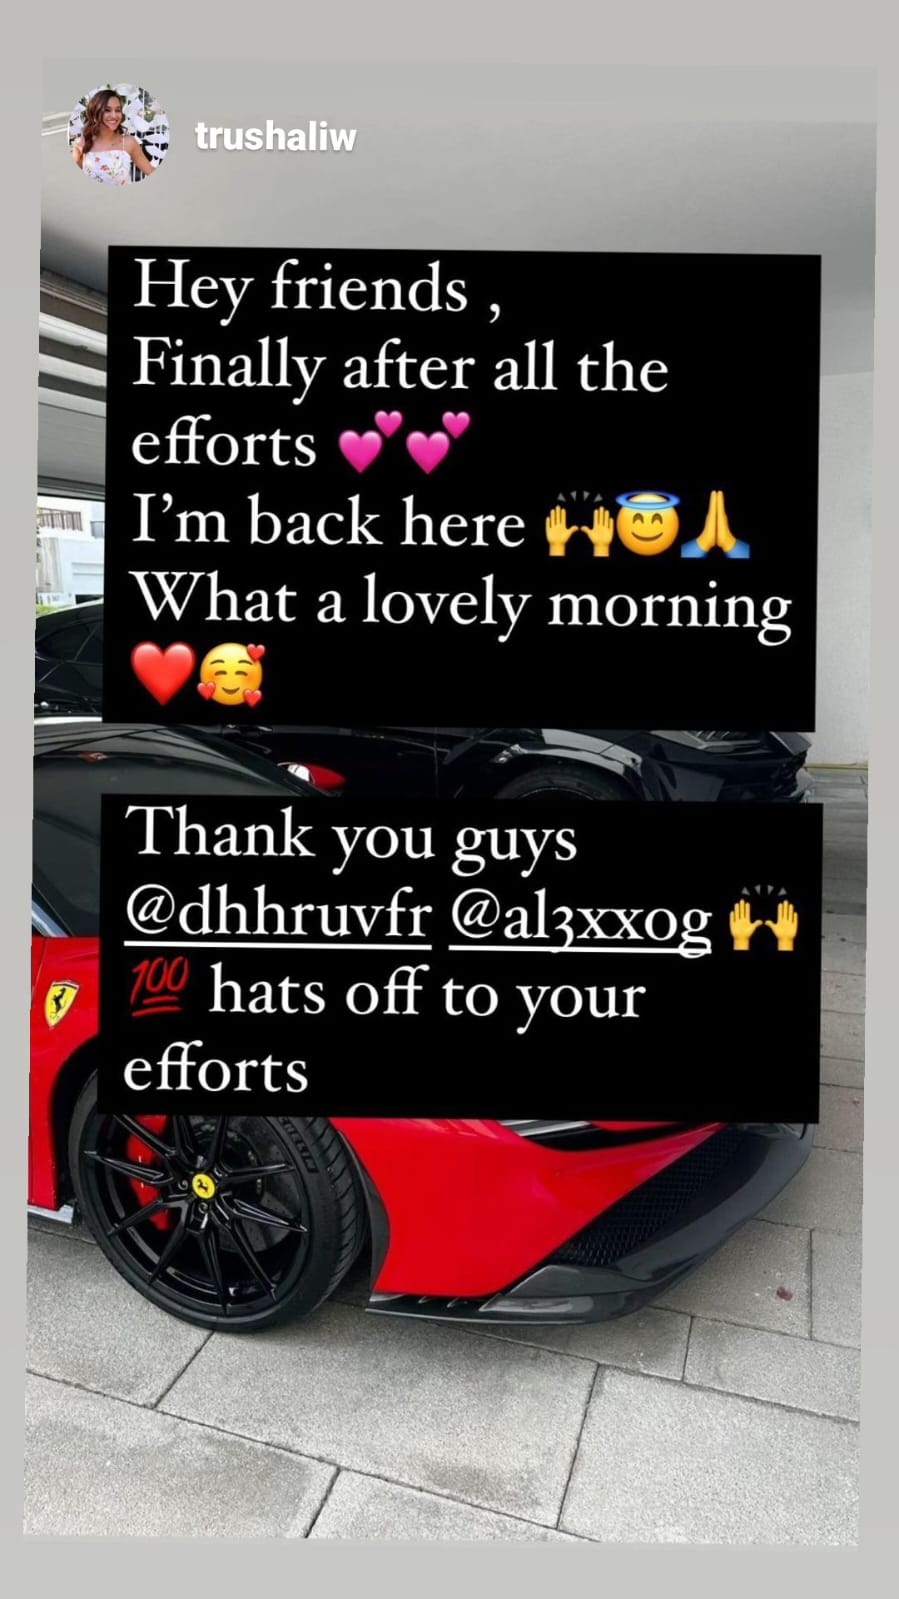 trushaliw
Hey friends ,
Finally after all the
efforts 💕💕
I'm back here 🙌😇🙏
What a lovely morning
❤️🥰
Thank you guys
@dhhruvfr @al3xxog 🙌
💯 hats off to your
efforts